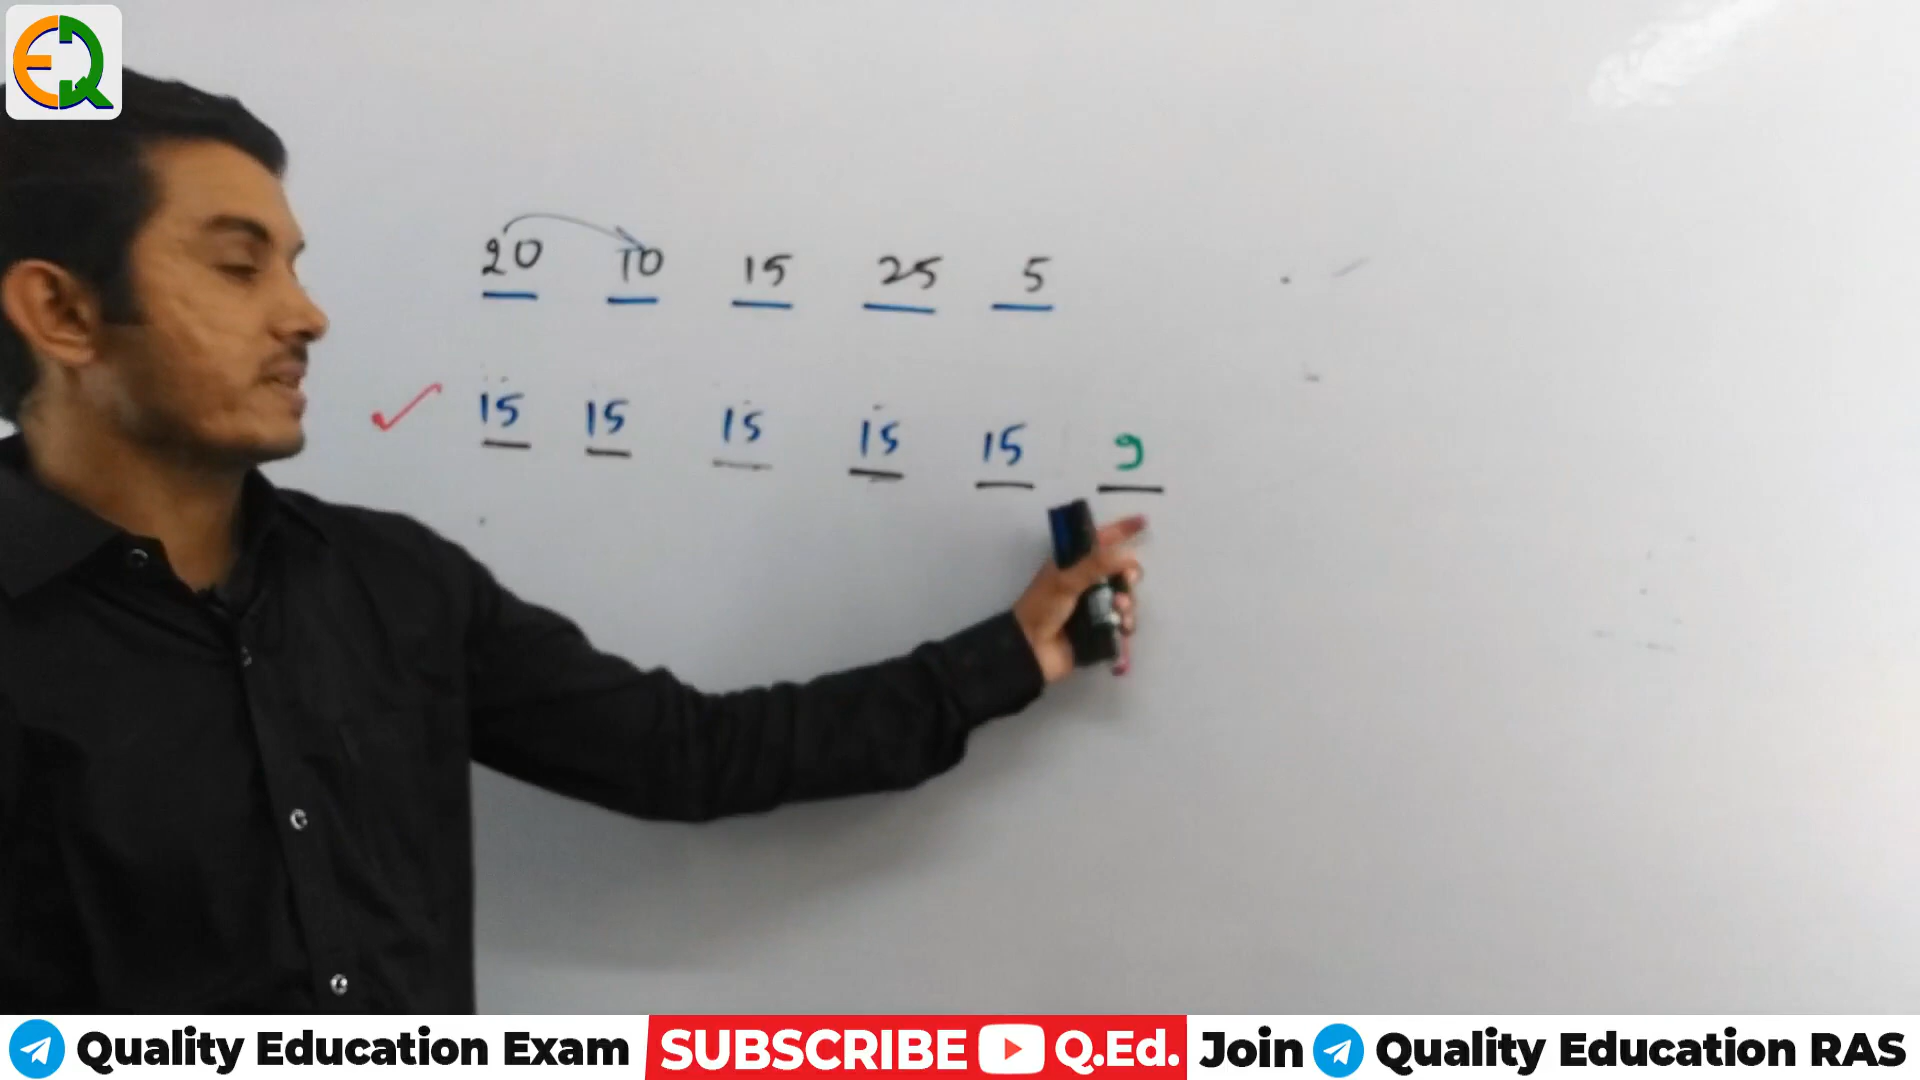 EQ
20 10 15 25 5
15 15 15 15 15 9
Quality Education Exam SUBSCRIBE Q.Ed. Join Quality Education RAS